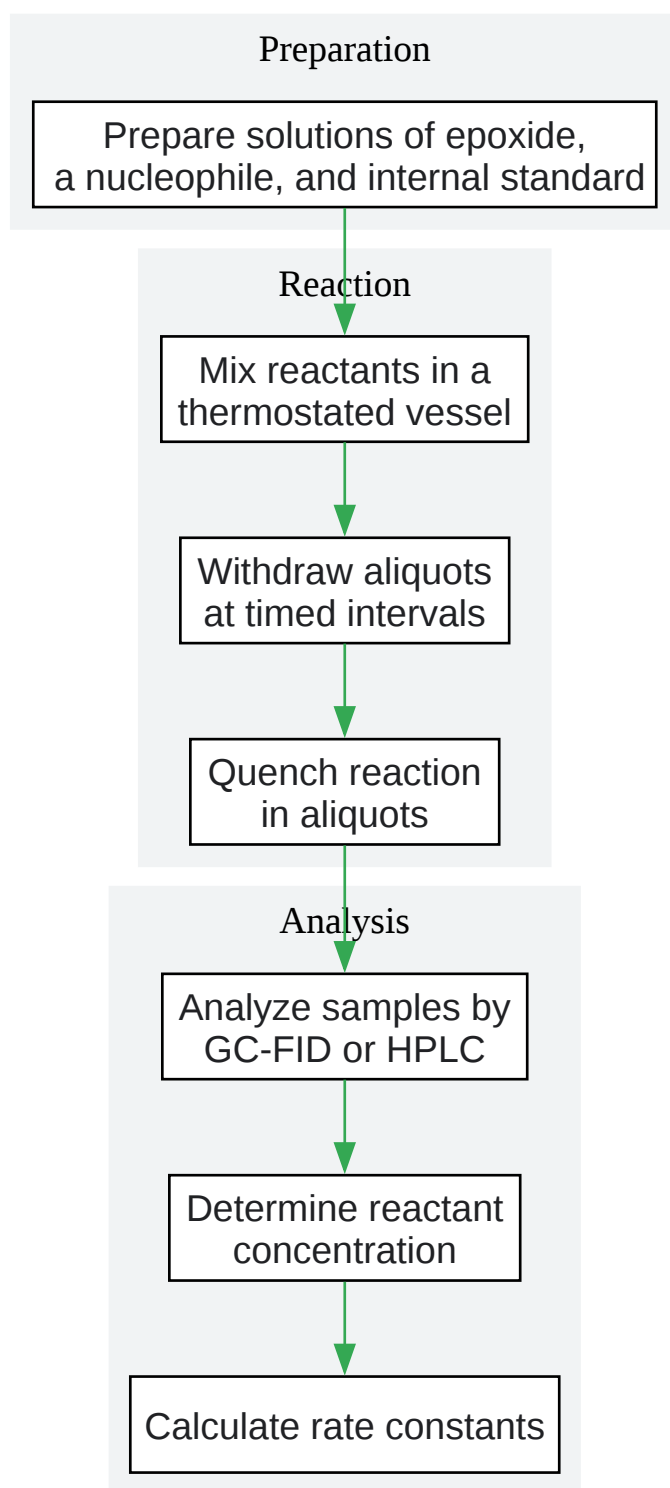 Preparation
Prepare solutions of epoxide,
a nucleophile, and internal standard
Reaction
Mix reactants in a
thermostated vessel
Withdraw aliquots
at timed intervals
Quench reaction
in aliquots
Analysis
Analyze samples by
GC-FID or HPLC
Determine reactant
concentration
Calculate rate constants